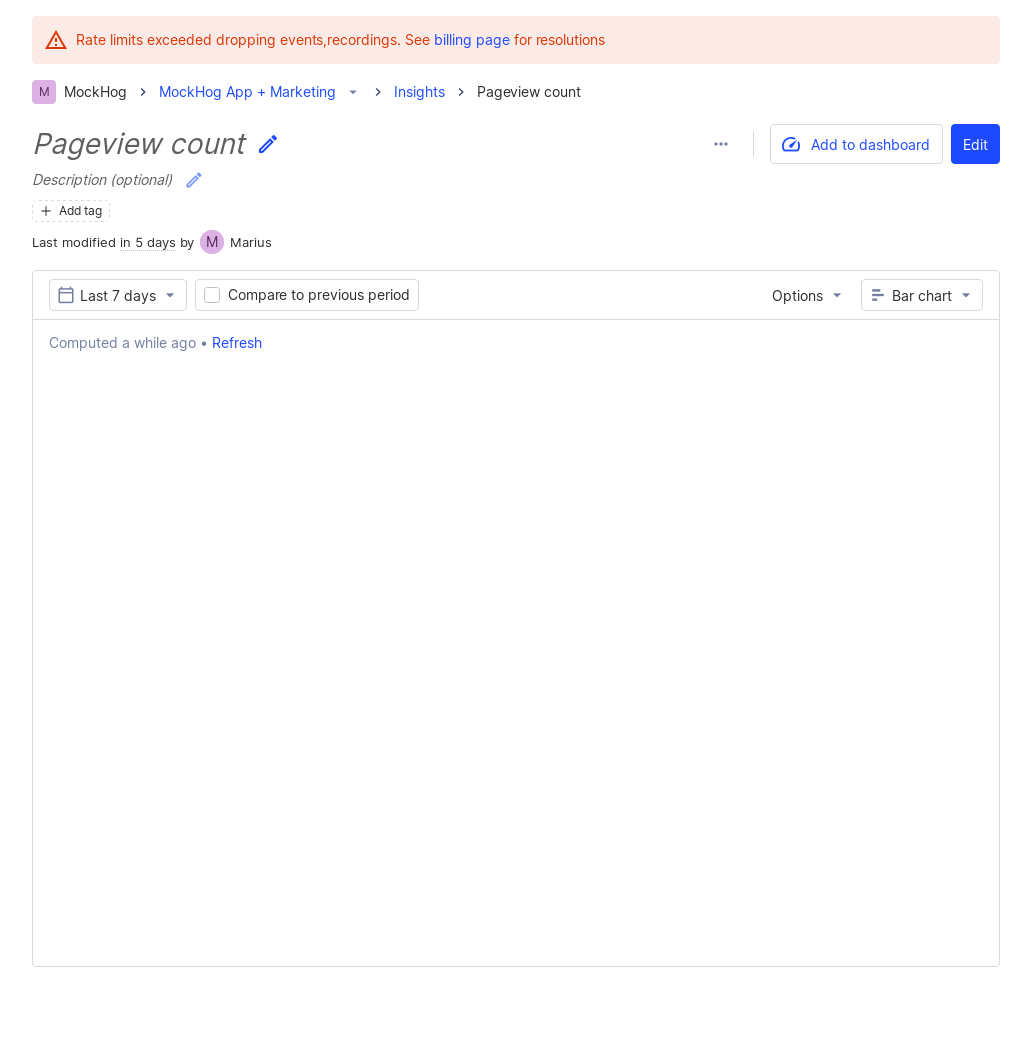 Rate limits exceeded dropping events,recordings. See billing page for resolutions
M MockHog MockHog App + Marketing Insights Pageview count
Pageview count Add to dashboard Edit
Description (optional)
Add tag
Last modified in 5 days by M Marius
Last 7 days Compare to previous period Options Bar chart
Computed a while ago • Refresh